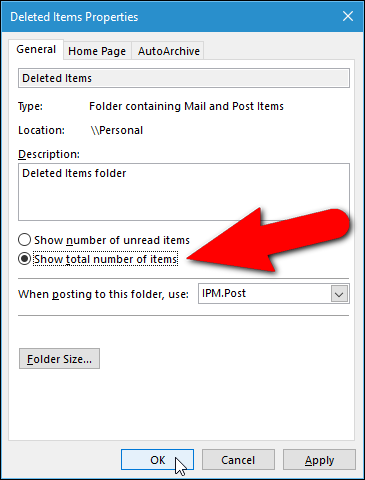 Deleted Items Properties
General Home Page AutoArchive
Deleted Items
Type: Folder containing Mail and Post Items
Location: \\Personal
Description:
Deleted Items folder
Show number of unread items
Show total number of items
When posting to this folder, use: IPM.Post
Folder Size...
OK Cancel Apply